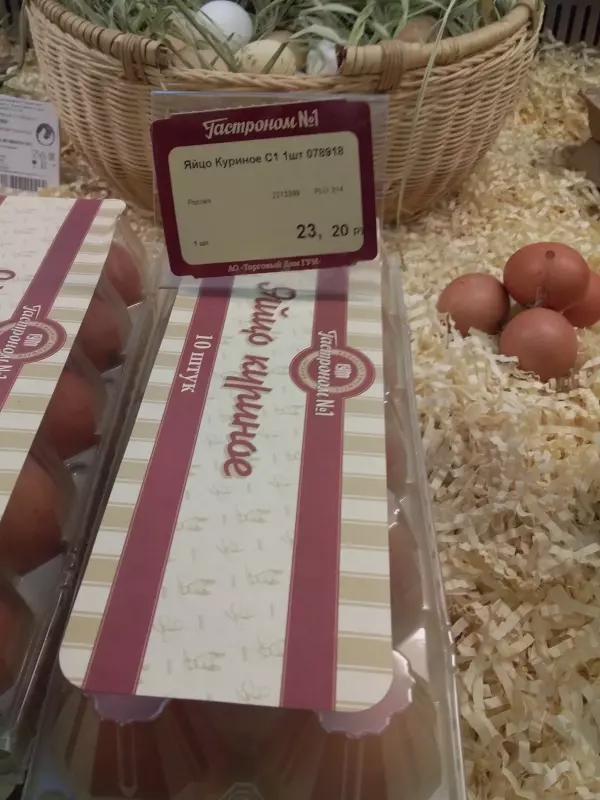 Гастроном №1
Яйцо Куриное С1 1шт 078918
Россия
1 шт
23, 20
АО «Торговый Дом ГУМ»
Яйцо куриное
10 штук
Гастроном №1
Гастроном №1